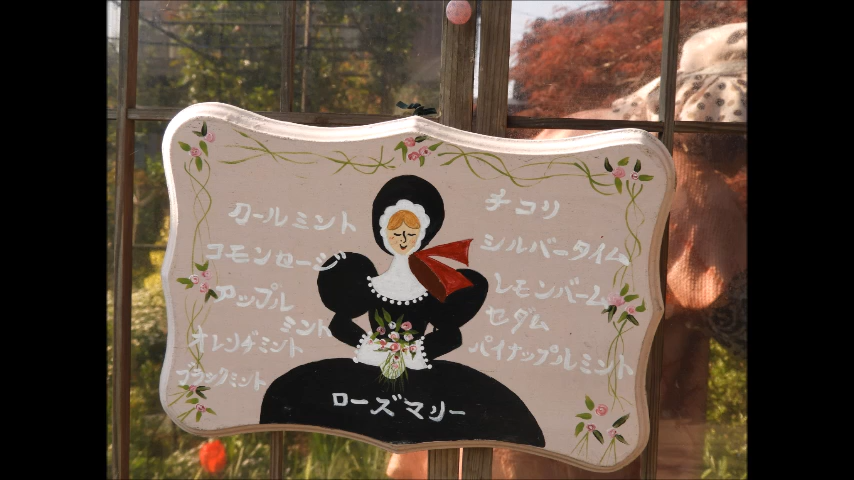 カールミント
コモンセージ
アップル
ミント
オレンヂミント
ブラックミント
チコリ
シルバータイム
レモンバーム
セダム
パイナップルミント
ローズマリー